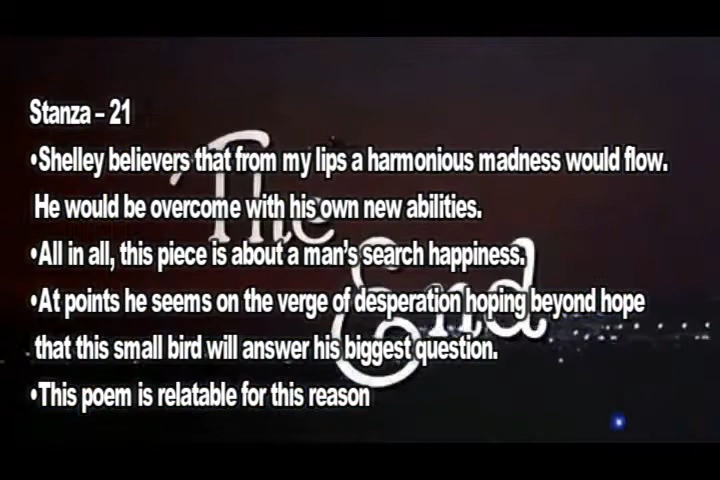 Stanza – 21
•Shelley believers that from my lips a harmonious madness would flow.
He would be overcome with his own new abilities.
•All in all, this piece is about a man's search happiness.
•At points he seems on the verge of desperation hoping beyond hope
that this small bird will answer his biggest question.
•This poem is relatable for this reason
The
End